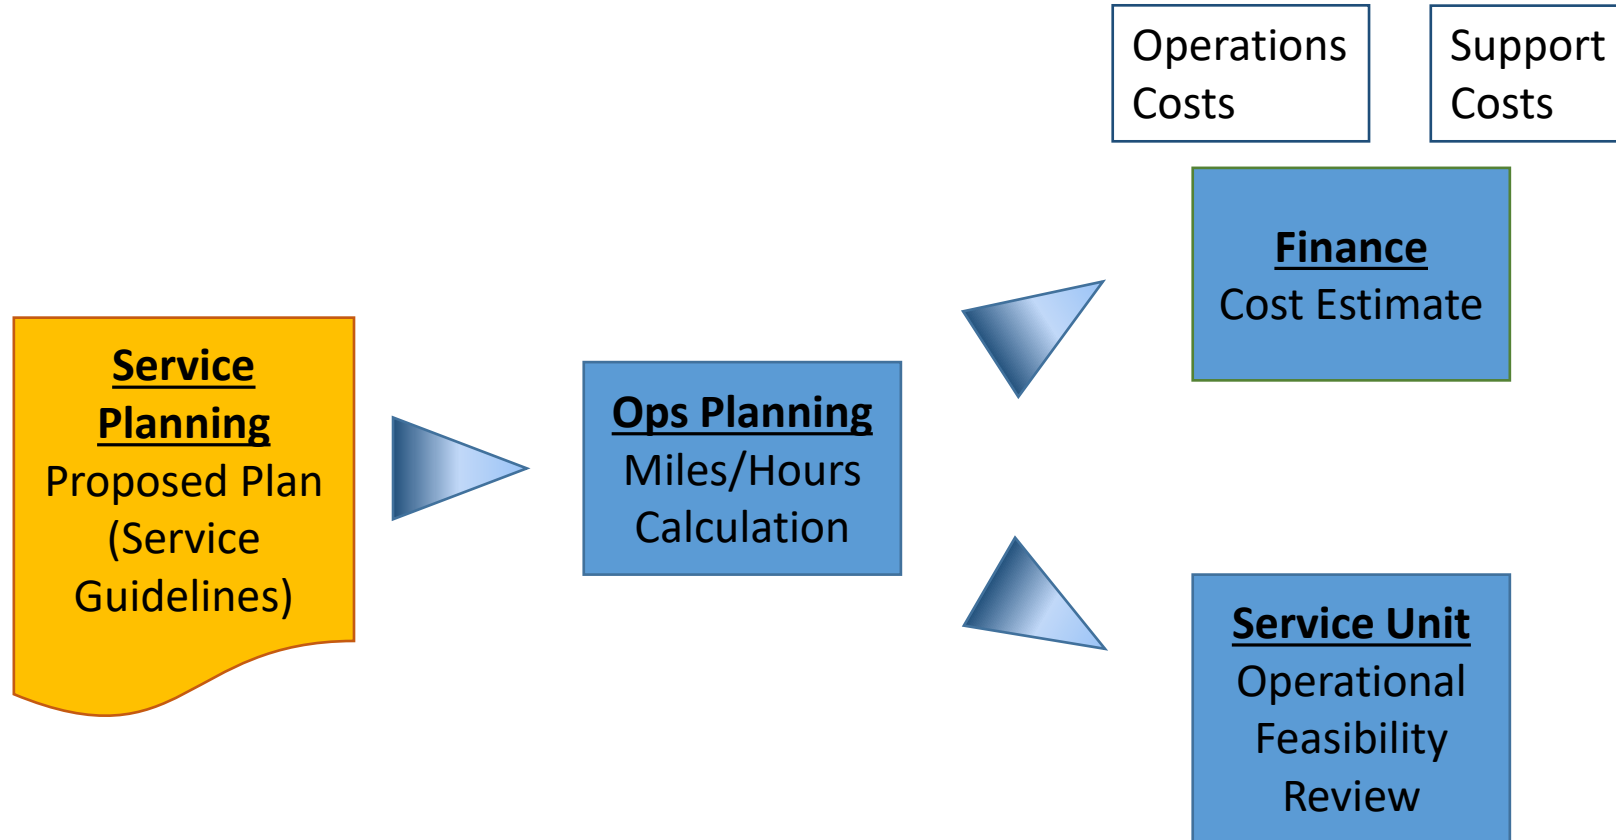 Operations
Costs
Support
Costs
Finance
Cost Estimate
Service
Planning
Proposed Plan
(Service
Guidelines)
Ops Planning
Miles/Hours
Calculation
Service Unit
Operational
Feasibility
Review